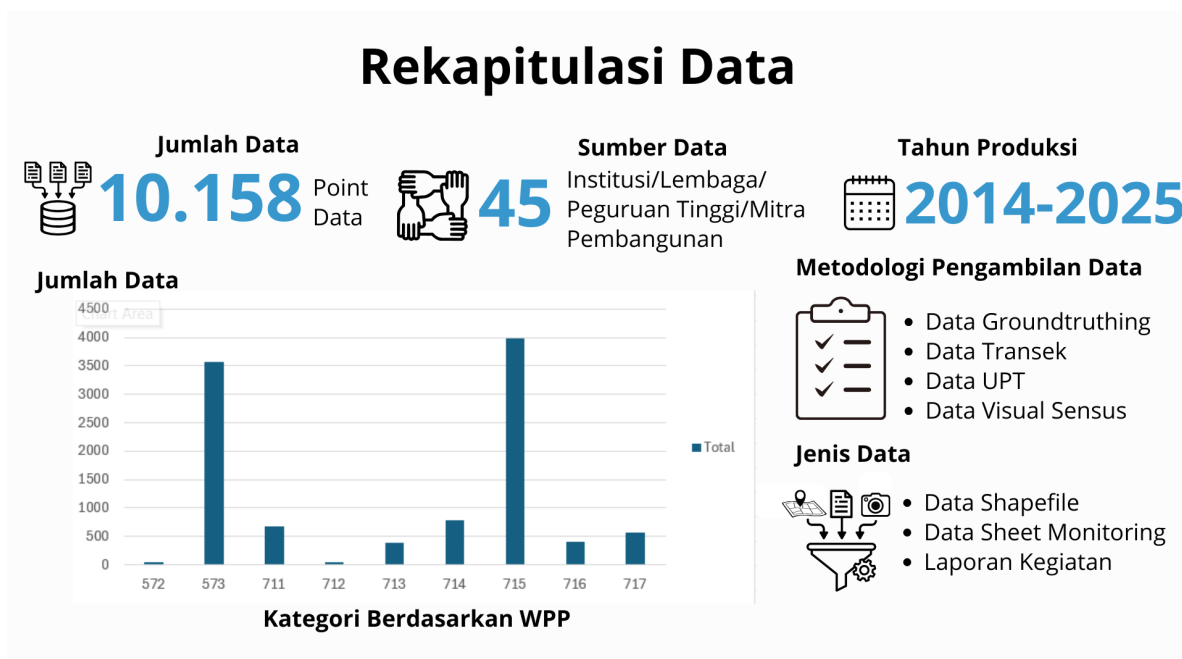 Rekapitulasi Data
Jumlah Data
10.158
Point
Data
Sumber Data
45
Institusi/Lembaga/
Peguruan Tinggi/Mitra
Pembangunan
Tahun Produksi
2014-2025
Jumlah Data
Chart Area
4500
4000
3500
3000
2500
2000
1500
1000
500
0
572 573 711 712 713 714 715 716 717
Total
Kategori Berdasarkan WPP
Metodologi Pengambilan Data
• Data Groundtruthing
• Data Transek
• Data UPT
• Data Visual Sensus
Jenis Data
• Data Shapefile
• Data Sheet Monitoring
• Laporan Kegiatan